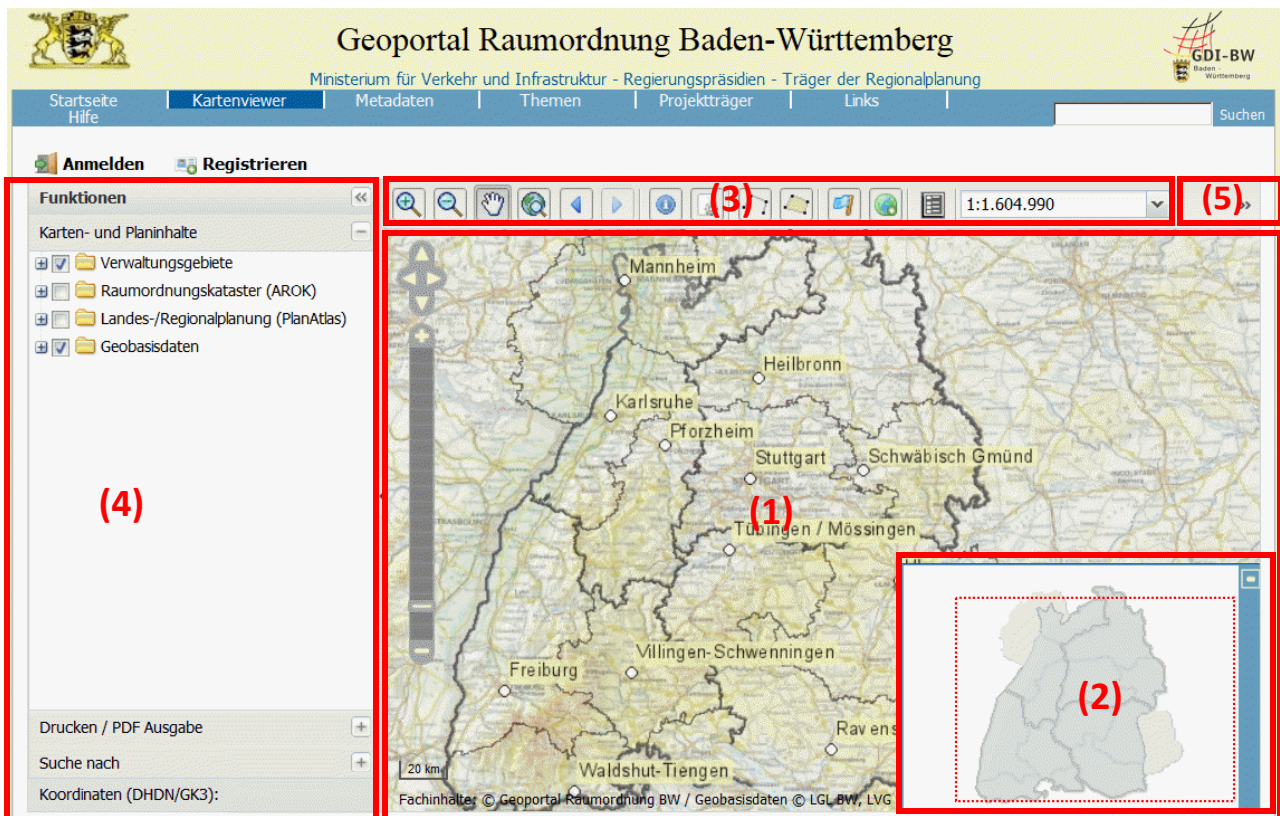 Geoportal Raumordnung Baden-Württemberg
Ministerium für Verkehr und Infrastruktur - Regierungspräsidien - Träger der Regionalplanung
GDI-BW
Baden -
Württemberg
Startseite Kartenviewer Metadaten Themen Projektträger Links
Hilfe
Suchen
Anmelden Registrieren
Funktionen
(3)
1:1.604.990
(5)
Karten- und Planinhalte
Verwaltungsgebiete
Raumordnungskataster (AROK)
Landes-/Regionalplanung (PlanAtlas)
Geobasisdaten
(4)
Drucken / PDF Ausgabe
Suche nach
Koordinaten (DHDN/GK3):
Mannheim
Heilbronn
Karlsruhe
Pforzheim
Stuttgart
Schwäbisch Gmünd
(1)
Tübingen / Mössingen
Villingen-Schwenningen
Freiburg
Ravens
20 km
Waldshut-Tiengen
Fachinhalte: © Geoportal Raumordnung BW / Geobasisdaten © LGL BW, LVG
(2)